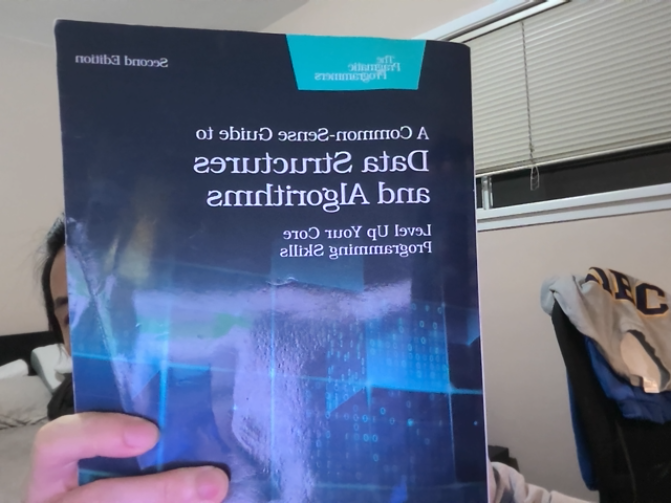 Second Edition
The
Pragmatic
Programmers
A Common-Sense Guide to
Data Structures
and Algorithms
Level Up Your Core
Programming Skills